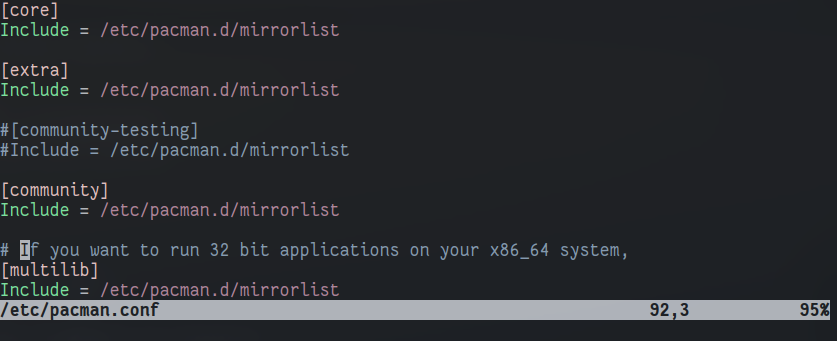 [core]
Include = /etc/pacman.d/mirrorlist
[extra]
Include = /etc/pacman.d/mirrorlist
#[community-testing]
#Include = /etc/pacman.d/mirrorlist
[community]
Include = /etc/pacman.d/mirrorlist
# If you want to run 32 bit applications on your x86_64 system,
[multilib]
Include = /etc/pacman.d/mirrorlist
/etc/pacman.conf 92,3 95%